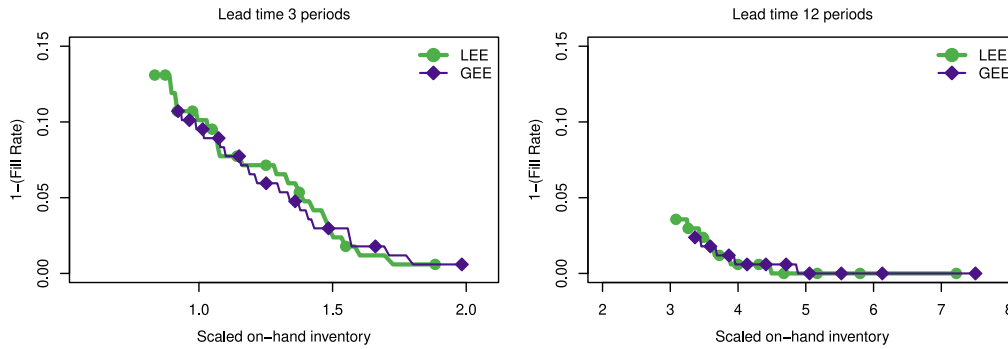 Lead time 3 periods
1−(Fill Rate)
0.15
0.10
0.05
0.00
LEE
GEE
1.0
1.5
2.0
Scaled on−hand inventory
Lead time 12 periods
1−(Fill Rate)
0.15
0.10
0.05
0.00
LEE
GEE
2
3
4
5
6
7
8
Scaled on−hand inventory